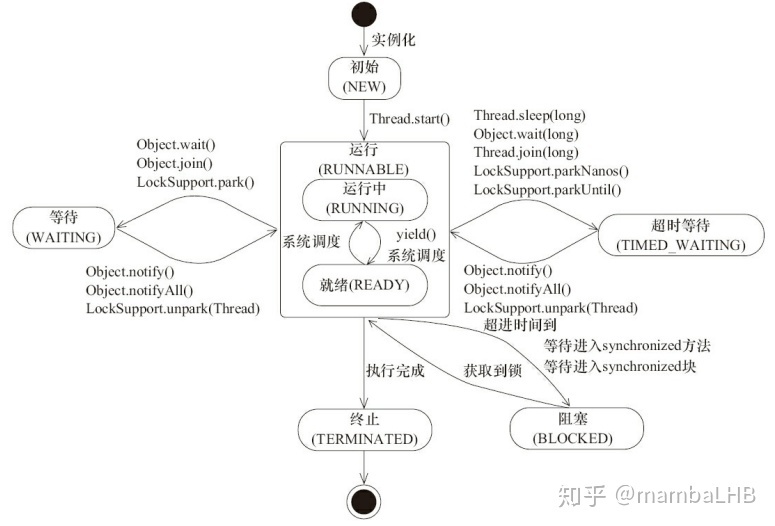 实例化
初始
(NEW)
Thread.start()
Object.wait()
Object.join()
LockSupport.park()
Thread.sleep(long)
Object.wait(long)
Thread.join(long)
LockSupport.parkNanos()
LockSupport.parkUntil()
运行
(RUNNABLE)
运行中
(RUNNING)
等待
(WAITING)
超时等待
(TIMED_WAITING)
系统调度
yield()
系统调度
就绪(READY)
Object.notify()
Object.notifyAll()
LockSupport.unpark(Thread)
Object.notify()
Object.notifyAll()
LockSupport.unpark(Thread)
超进时间到
等待进入synchronized方法
等待进入synchronized块
执行完成
获取到锁
终止
(TERMINATED)
阻塞
(BLOCKED)
知乎 @mambaLHB